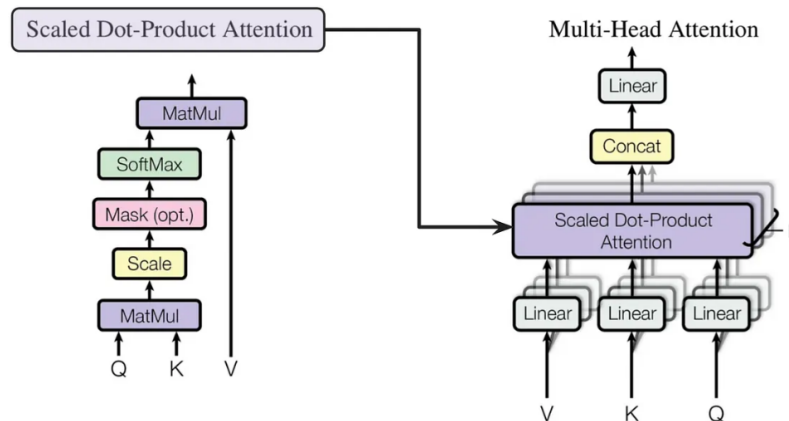 Scaled Dot-Product Attention
MatMul
SoftMax
Mask (opt.)
Scale
MatMul
Q K V
Multi-Head Attention
Linear
Concat
Scaled Dot-Product
Attention
Linear Linear Linear
V K Q